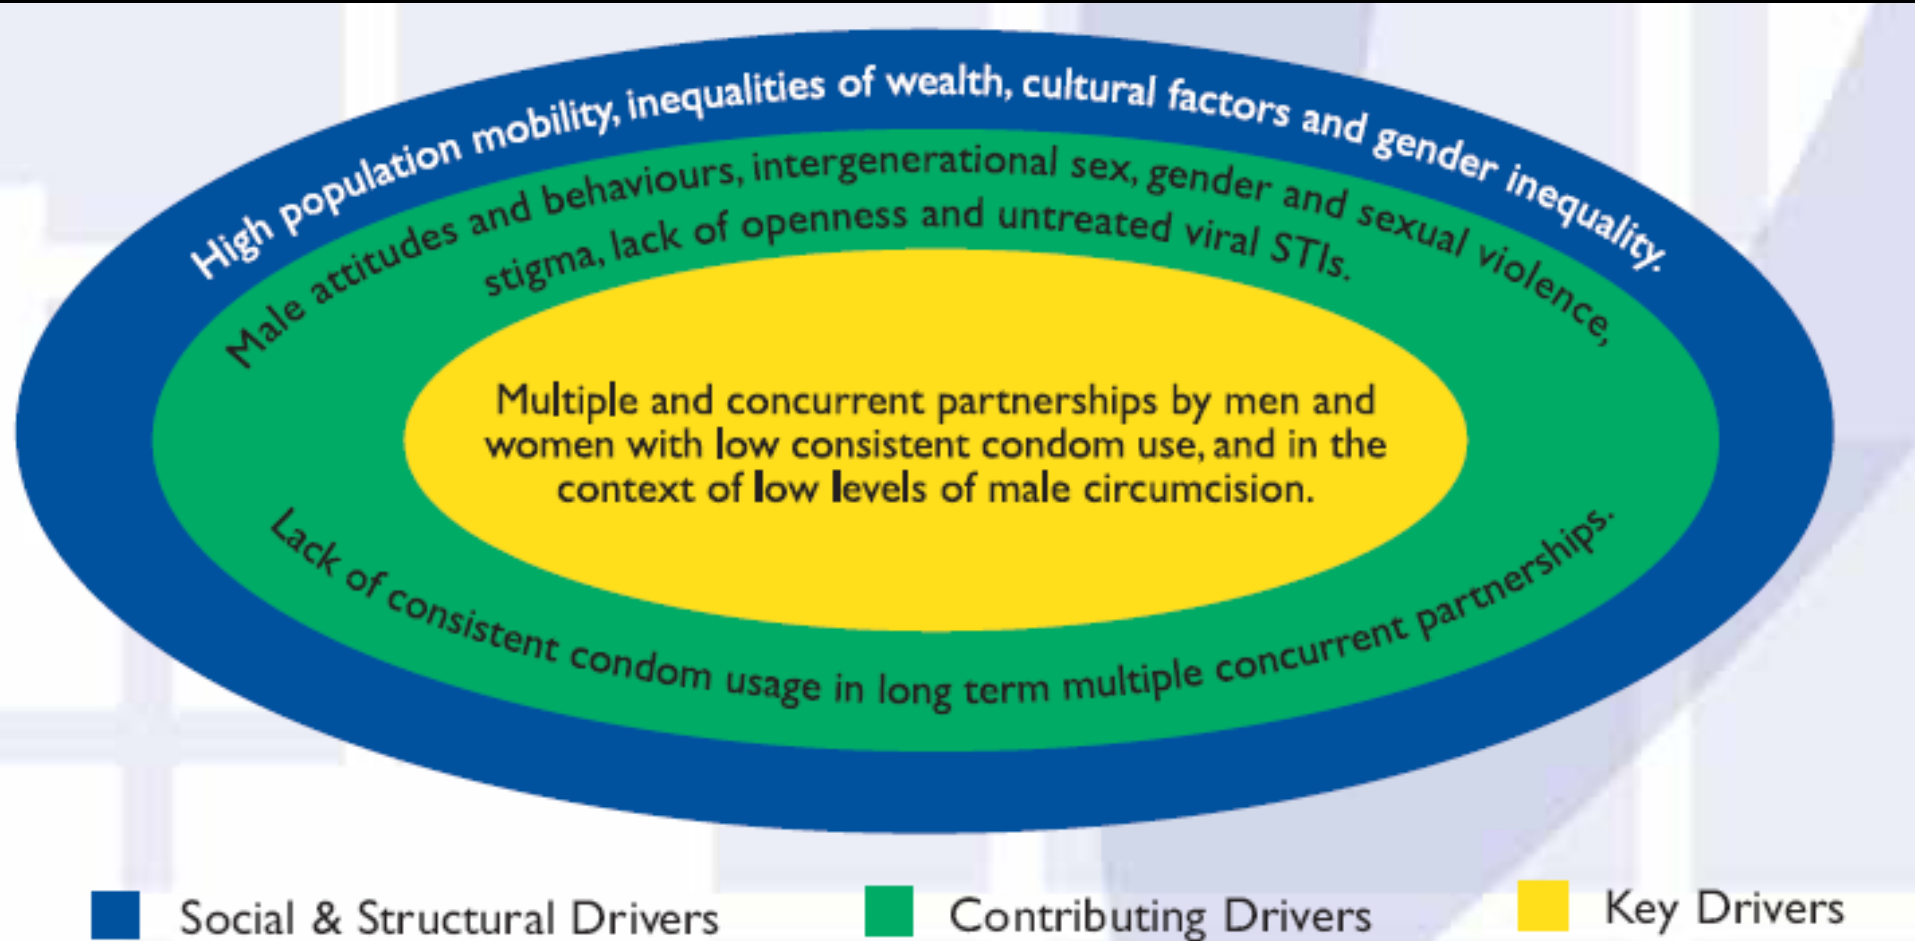 High population mobility, inequalities of wealth, cultural factors and gender inequality.
Male attitudes and behaviours, intergenerational sex, gender and sexual violence,
stigma, lack of openness and untreated viral STIs.
Multiple and concurrent partnerships by men and
women with low consistent condom use, and in the
context of low levels of male circumcision.
Lack of consistent condom usage in long term multiple concurrent partnerships.
Social & Structural Drivers
Contributing Drivers
Key Drivers